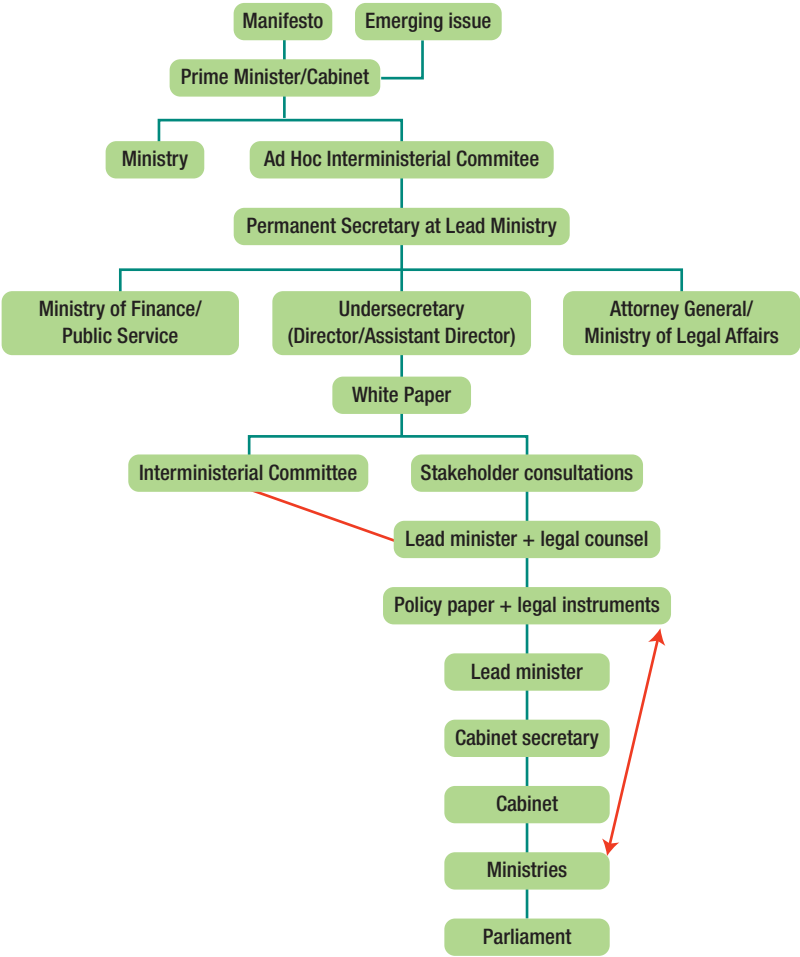 Manifesto
Emerging issue
Prime Minister/Cabinet
Ministry
Ad Hoc Interministerial Commitee
Permanent Secretary at Lead Ministry
Ministry of Finance/
Public Service
Undersecretary
(Director/Assistant Director)
Attorney General/
Ministry of Legal Affairs
White Paper
Interministerial Committee
Stakeholder consultations
Lead minister + legal counsel
Policy paper + legal instruments
Lead minister
Cabinet secretary
Cabinet
Ministries
Parliament